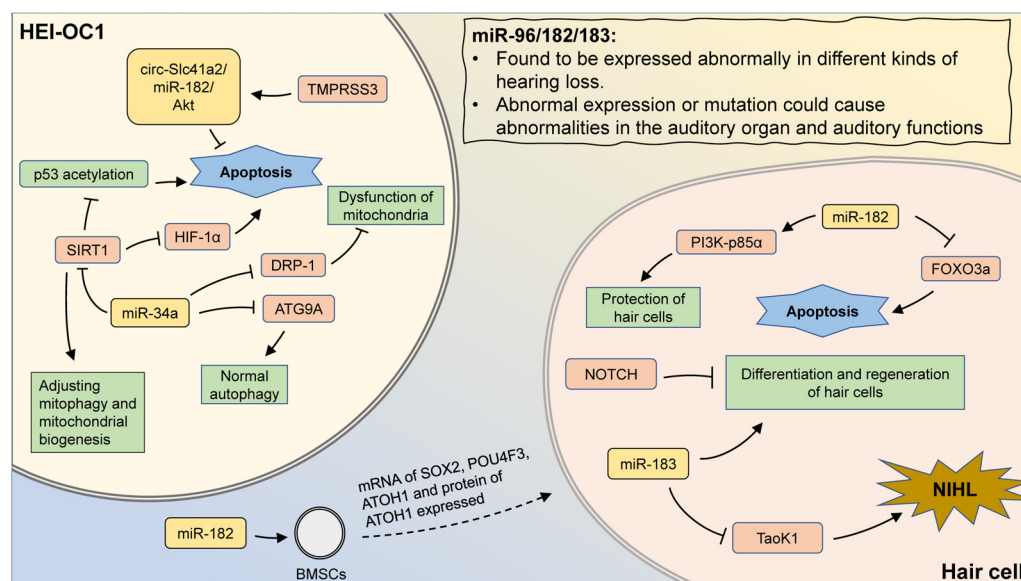 HEI-OC1
circ-Slc41a2/
miR-182/
Akt
TMPRSS3
p53 acetylation
Apoptosis
Dysfunction of
mitochondria
SIRT1
HIF-1α
DRP-1
miR-34a
ATG9A
Adjusting
mitophagy and
mitochondrial
biogenesis
Normal
autophagy
miR-96/182/183:
• Found to be expressed abnormally in different kinds of
hearing loss.
• Abnormal expression or mutation could cause
abnormalities in the auditory organ and auditory functions
miR-182
PI3K-p85α
FOXO3a
Protection of
hair cells
Apoptosis
NOTCH
Differentiation and regeneration
of hair cells
miR-183
NIHL
TaoK1
Hair cell
mRNA of SOX2, POU4F3,
ATOH1 and protein of
ATOH1 expressed
miR-182
BMSCs